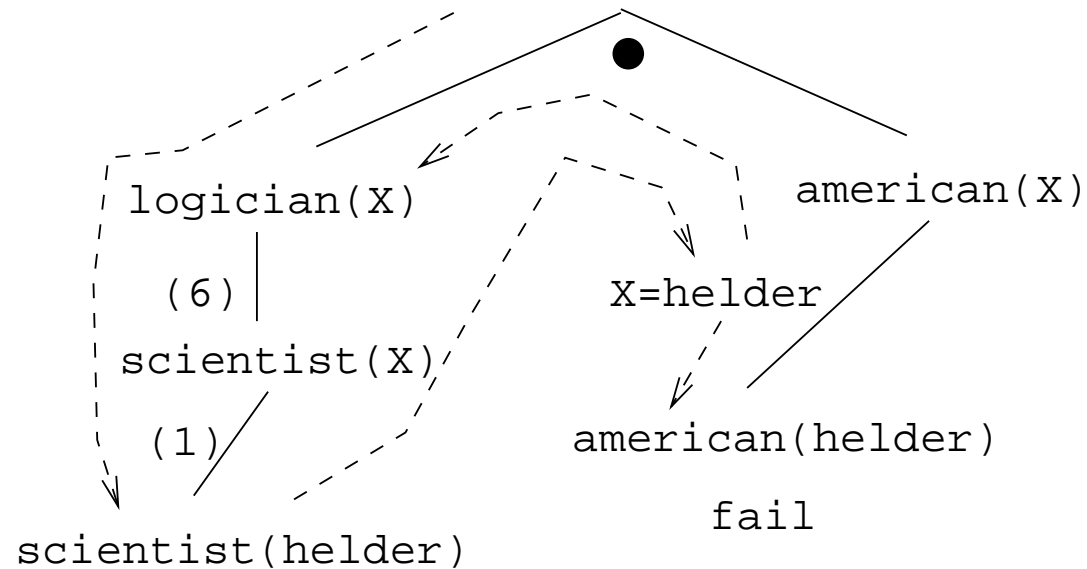 logician(X)
american(X)
(6)
X=helder
scientist(X)
(1)
american(helder)
fail
scientist(helder)